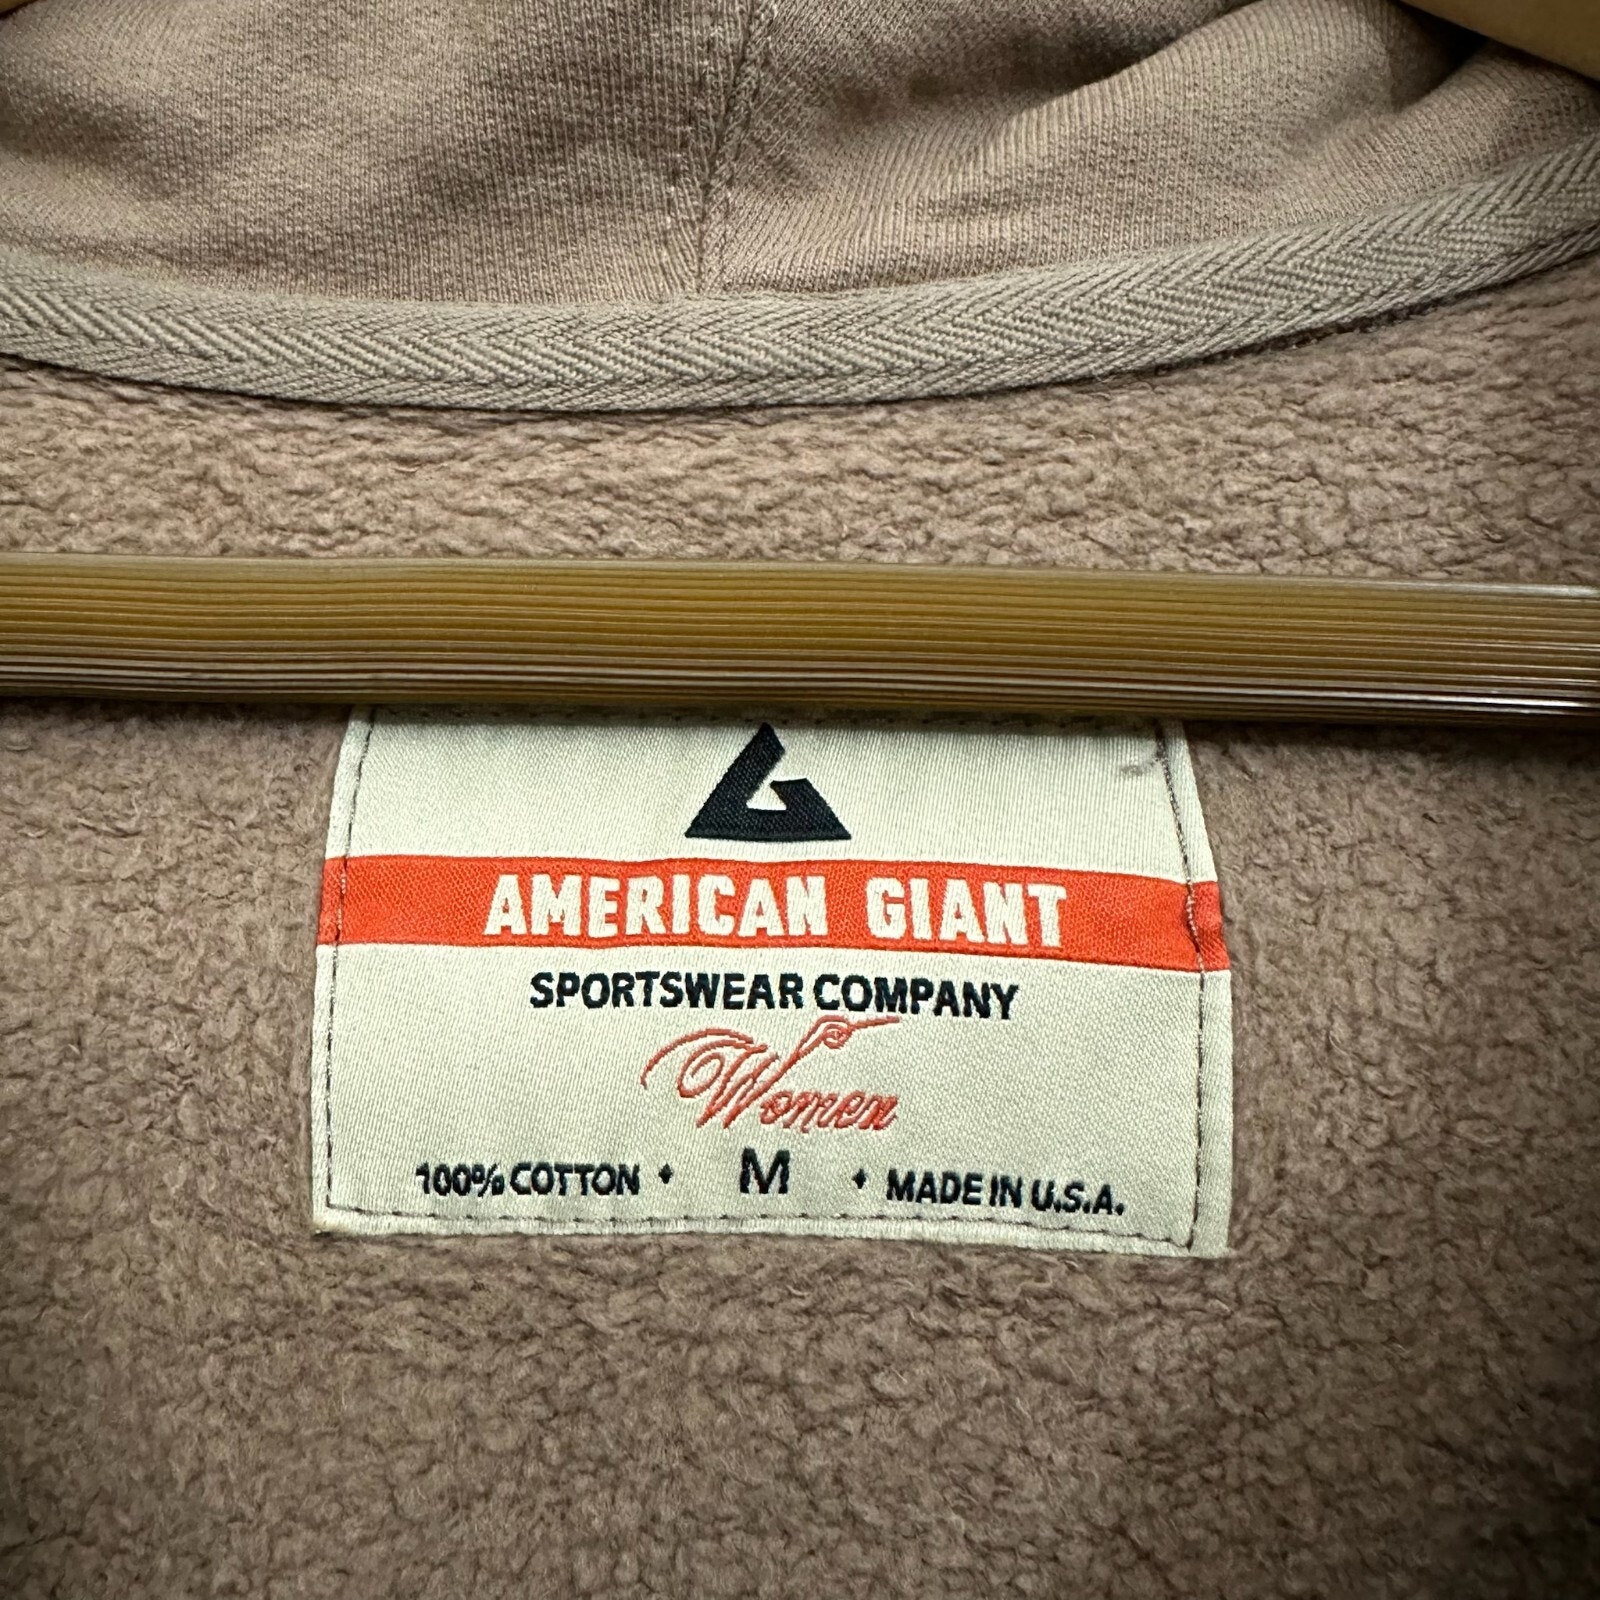 AMERICAN GIANT
SPORTSWEAR COMPANY
Women
100% COTTON • M • MADE IN U.S.A.